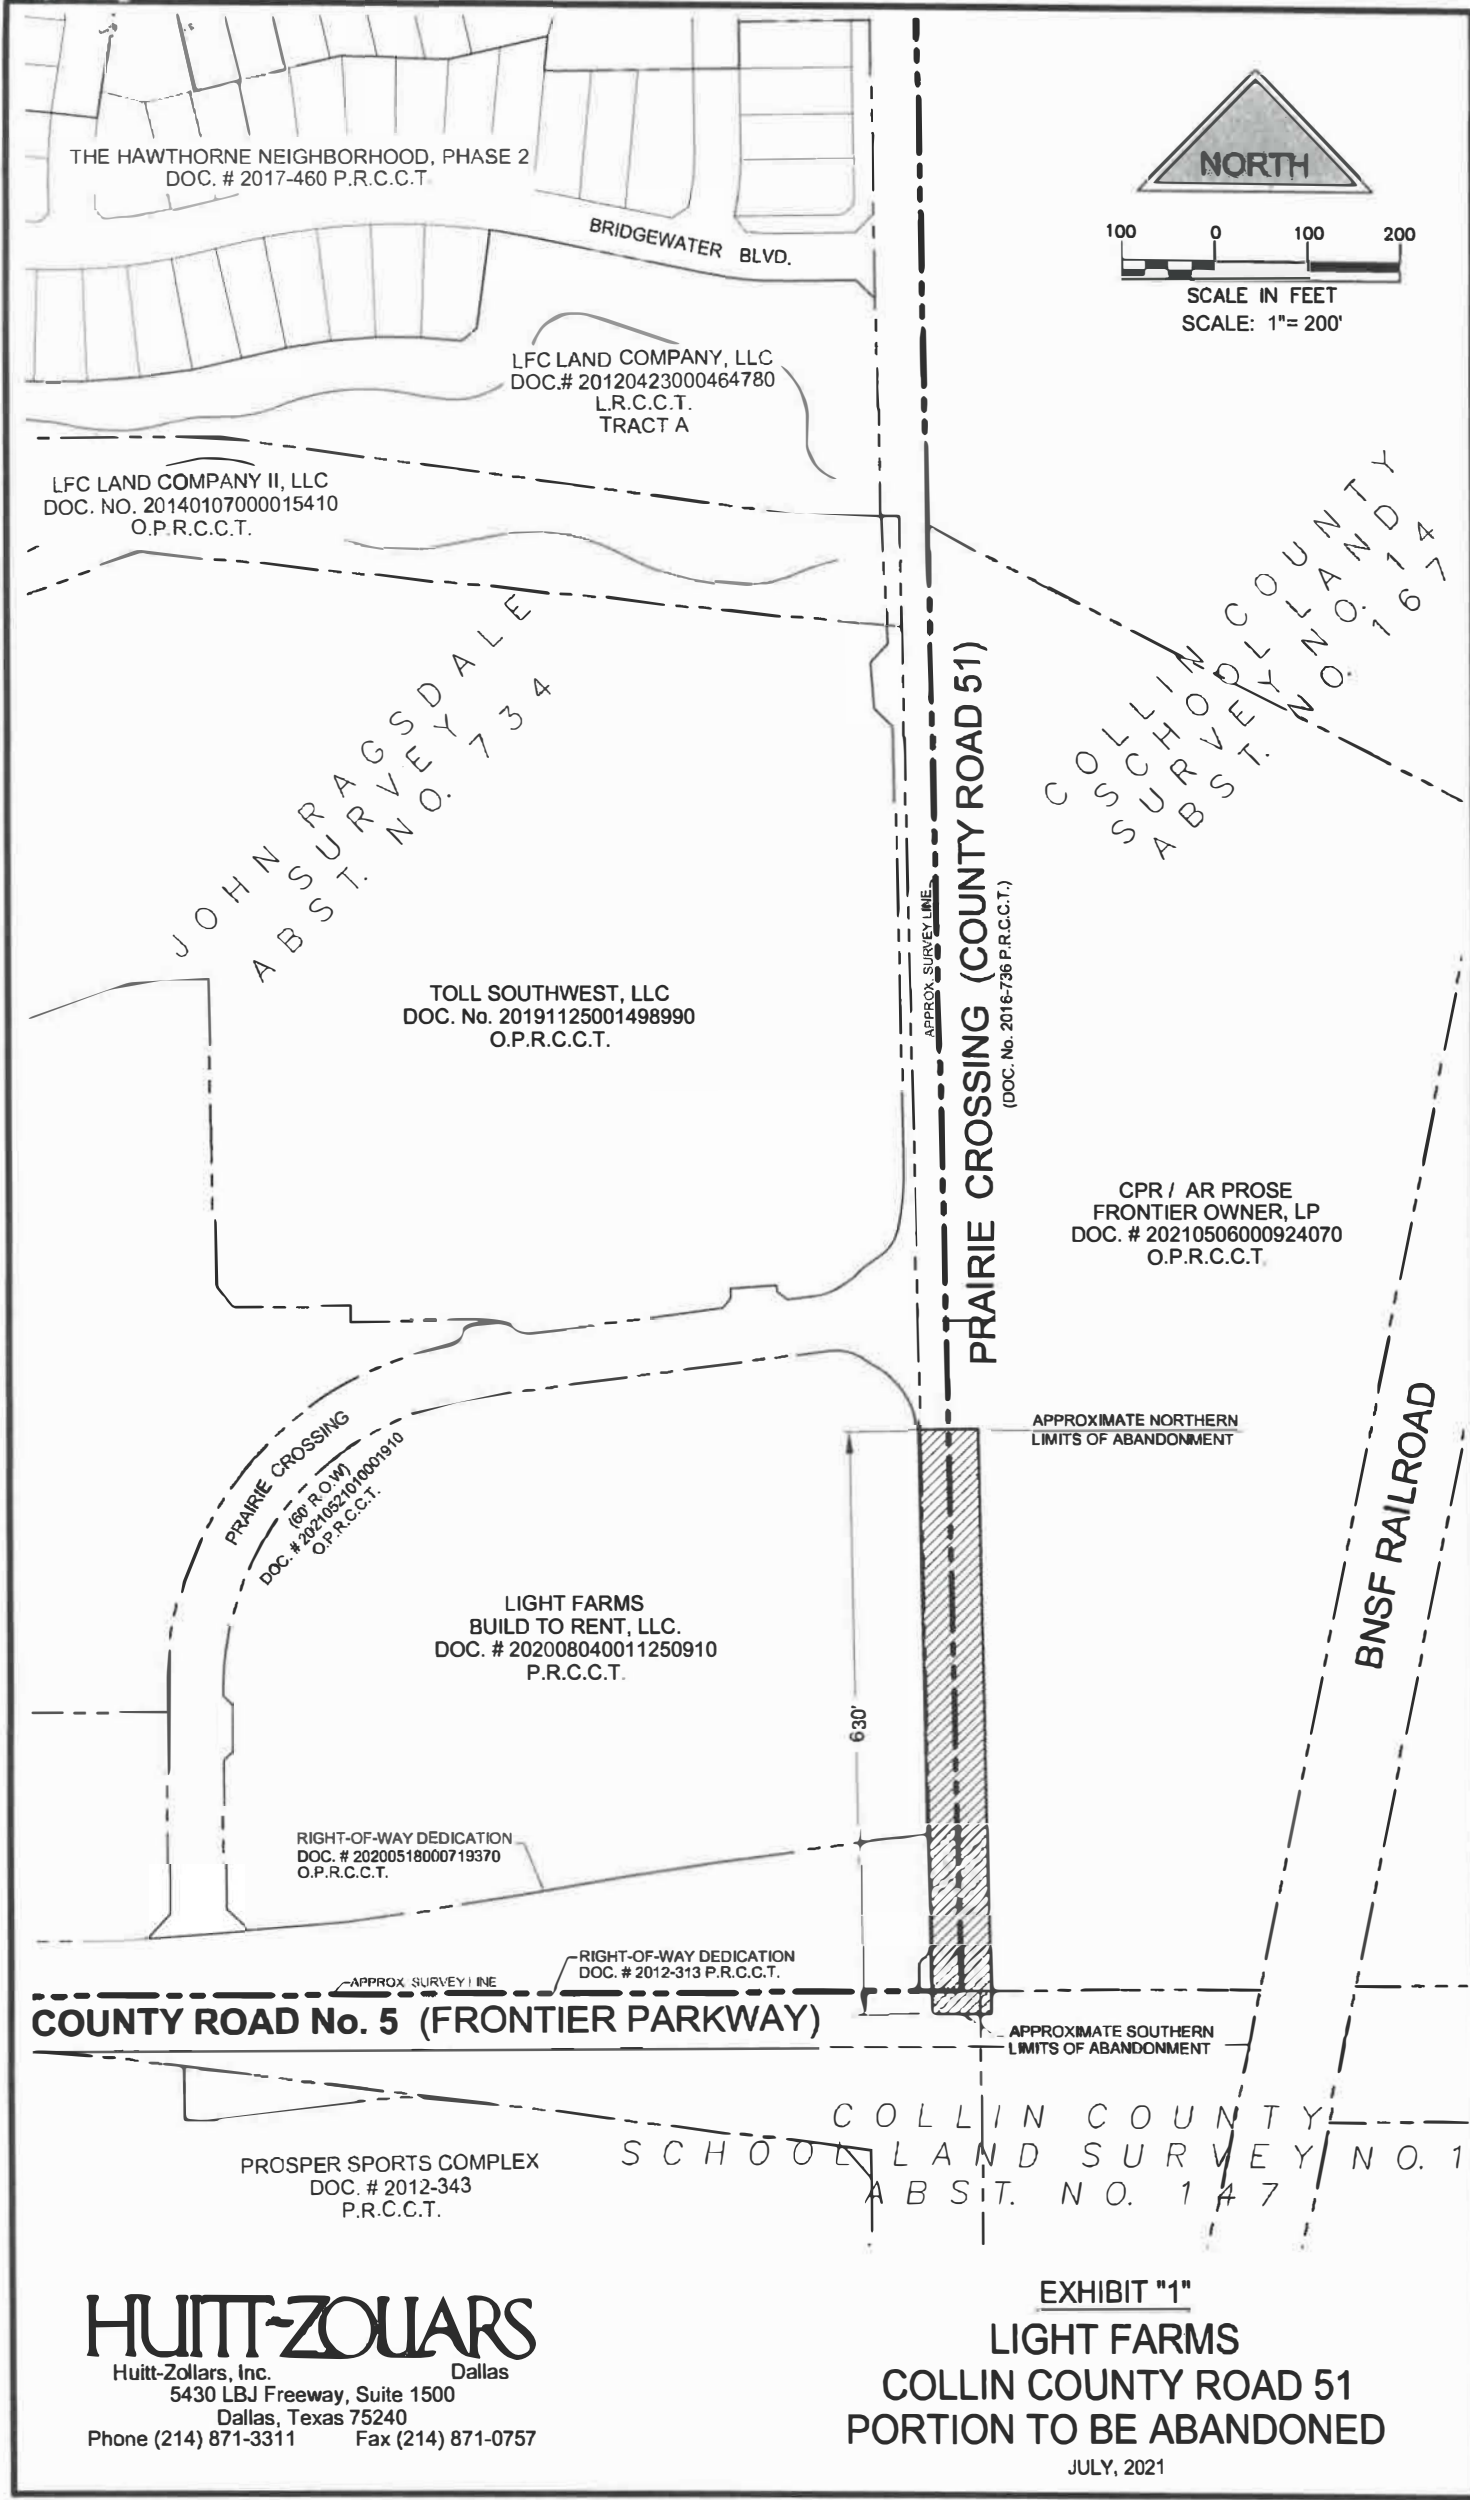 THE HAWTHORNE NEIGHBORHOOD, PHASE 2
DOC. # 2017-460 P.R.C.C.T.
BRIDGEWATER BLVD.
NORTH
100 0 100 200
SCALE IN FEET
SCALE: 1"= 200'
LFC LAND COMPANY, LLC
DOC.# 20120423000464780
L.R.C.C.T.
TRACT A
LFC LAND COMPANY II, LLC
DOC. NO. 20140107000015410
O.P.R.C.C.T.
JOHN RAGSDALE
SURVEY
ABST. NO. 734
COLLIN COUNTY
SCHOOL LAND
SURVEY NO. 14
ABST. NO. 167
APPROX. SURVEY LINE
PRAIRIE CROSSING (COUNTY ROAD 51)
(DOC. No. 2016-736 P.R.C.C.T.)
TOLL SOUTHWEST, LLC
DOC. No. 20191125001498990
O.P.R.C.C.T.
CPR / AR PROSE
FRONTIER OWNER, LP
DOC. # 20210506000924070
O.P.R.C.C.T.
PRAIRIE CROSSING
(60' R.O.W)
DOC. # 20210521010001910
O.P.R.C.C.T.
APPROXIMATE NORTHERN
LIMITS OF ABANDONMENT
BNSF RAILROAD
LIGHT FARMS
BUILD TO RENT, LLC.
DOC. # 202008040011250910
P.R.C.C.T.
630'
RIGHT-OF-WAY DEDICATION
DOC. # 20200518000719370
O.P.R.C.C.T.
RIGHT-OF-WAY DEDICATION
DOC. # 2012-313 P.R.C.C.T.
APPROX SURVEY LINE
COUNTY ROAD No. 5 (FRONTIER PARKWAY)
APPROXIMATE SOUTHERN
LIMITS OF ABANDONMENT
COLLIN COUNTY
SCHOOL LAND SURVEY NO. 1
ABST. NO. 147
PROSPER SPORTS COMPLEX
DOC. # 2012-343
P.R.C.C.T.
HUITT-ZOLLARS
Huitt-Zollars, Inc. Dallas
5430 LBJ Freeway, Suite 1500
Dallas, Texas 75240
Phone (214) 871-3311 Fax (214) 871-0757
EXHIBIT "1"
LIGHT FARMS
COLLIN COUNTY ROAD 51
PORTION TO BE ABANDONED
JULY, 2021